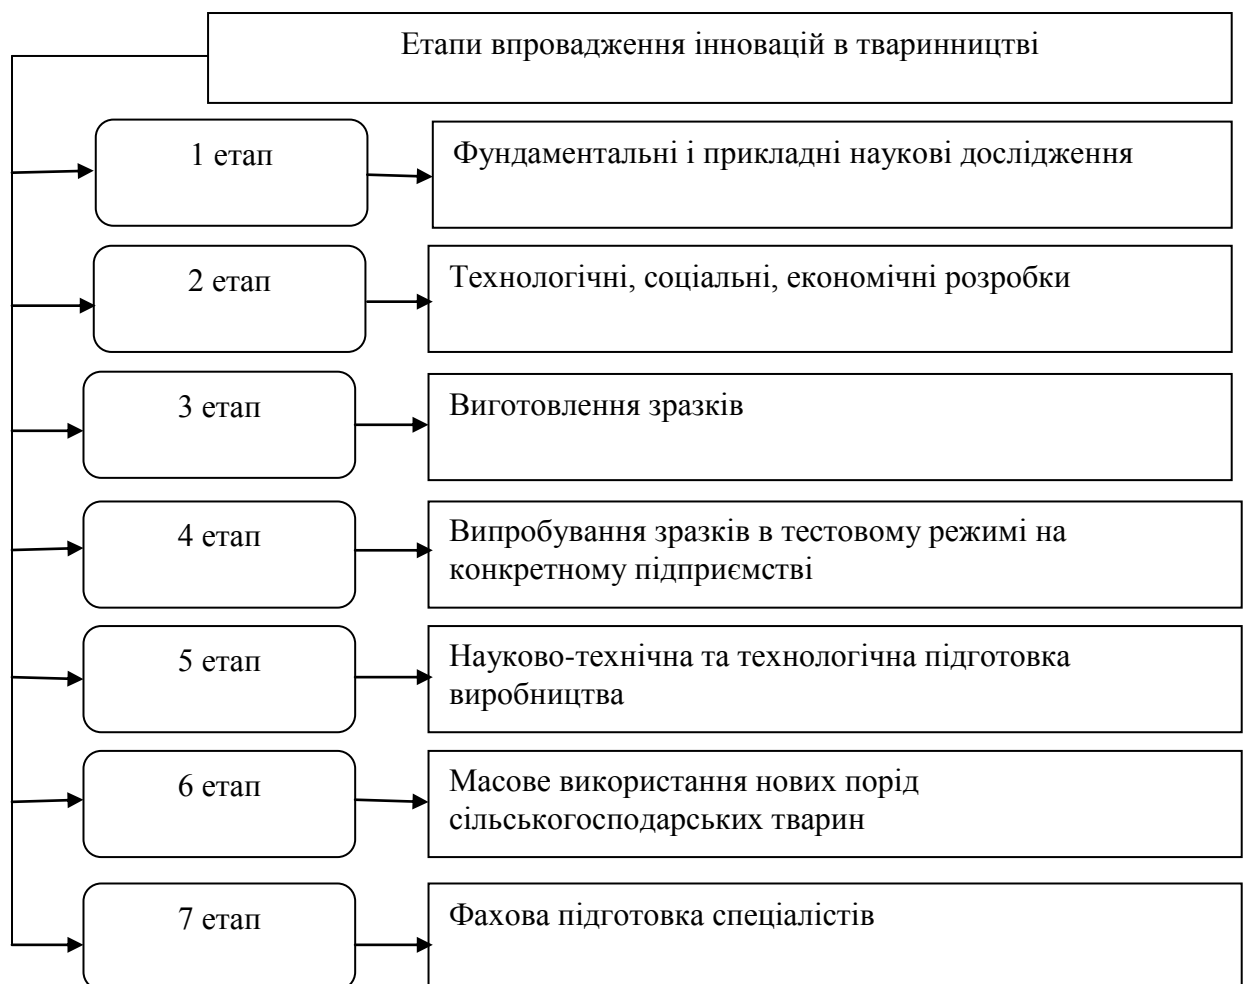 Етапи впровадження інновацій в тваринництві
1 етап
Фундаментальні і прикладні наукові дослідження
2 етап
Технологічні, соціальні, економічні розробки
3 етап
Виготовлення зразків
4 етап
Випробування зразків в тестовому режимі на
конкретному підприємстві
5 етап
Науково-технічна та технологічна підготовка
виробництва
6 етап
Масове використання нових порід
сільськогосподарських тварин
7 етап
Фахова підготовка спеціалістів